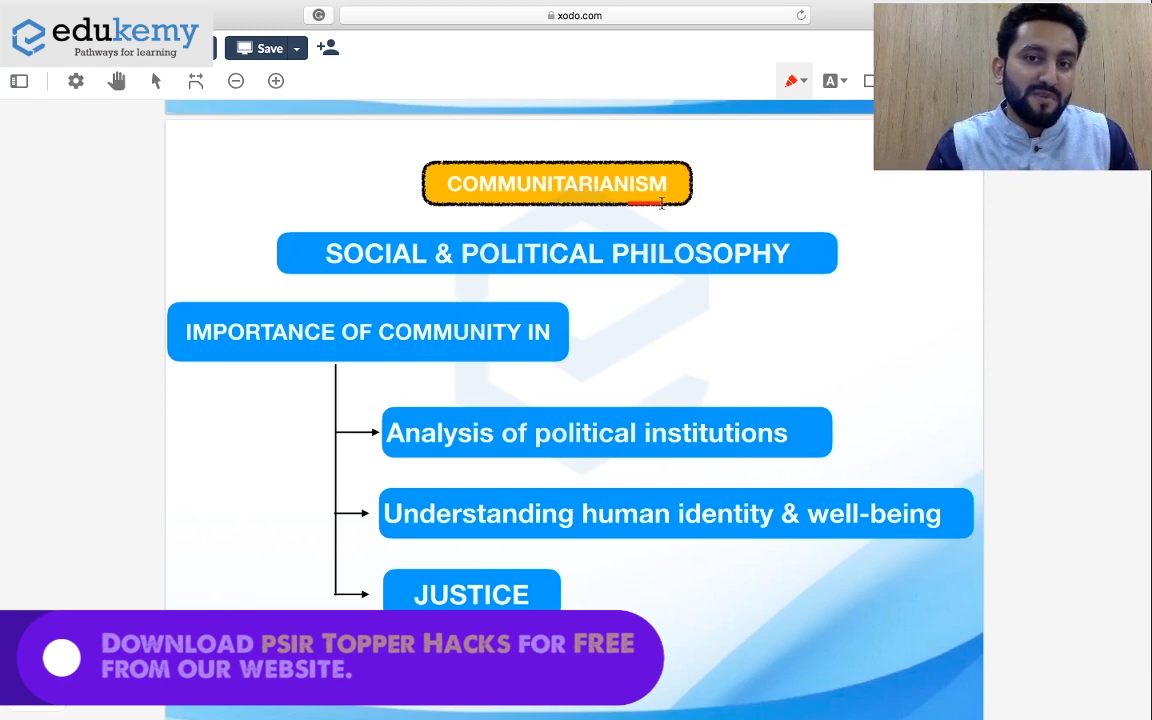 xodo.com
edukemy
Pathways for learning
Save
A
COMMUNITARIANISM
SOCIAL & POLITICAL PHILOSOPHY
IMPORTANCE OF COMMUNITY IN
Analysis of political institutions
Understanding human identity & well-being
JUSTICE
DOWNLOAD PSIR TOPPER HACKS FOR FREE
FROM OUR WEBSITE.